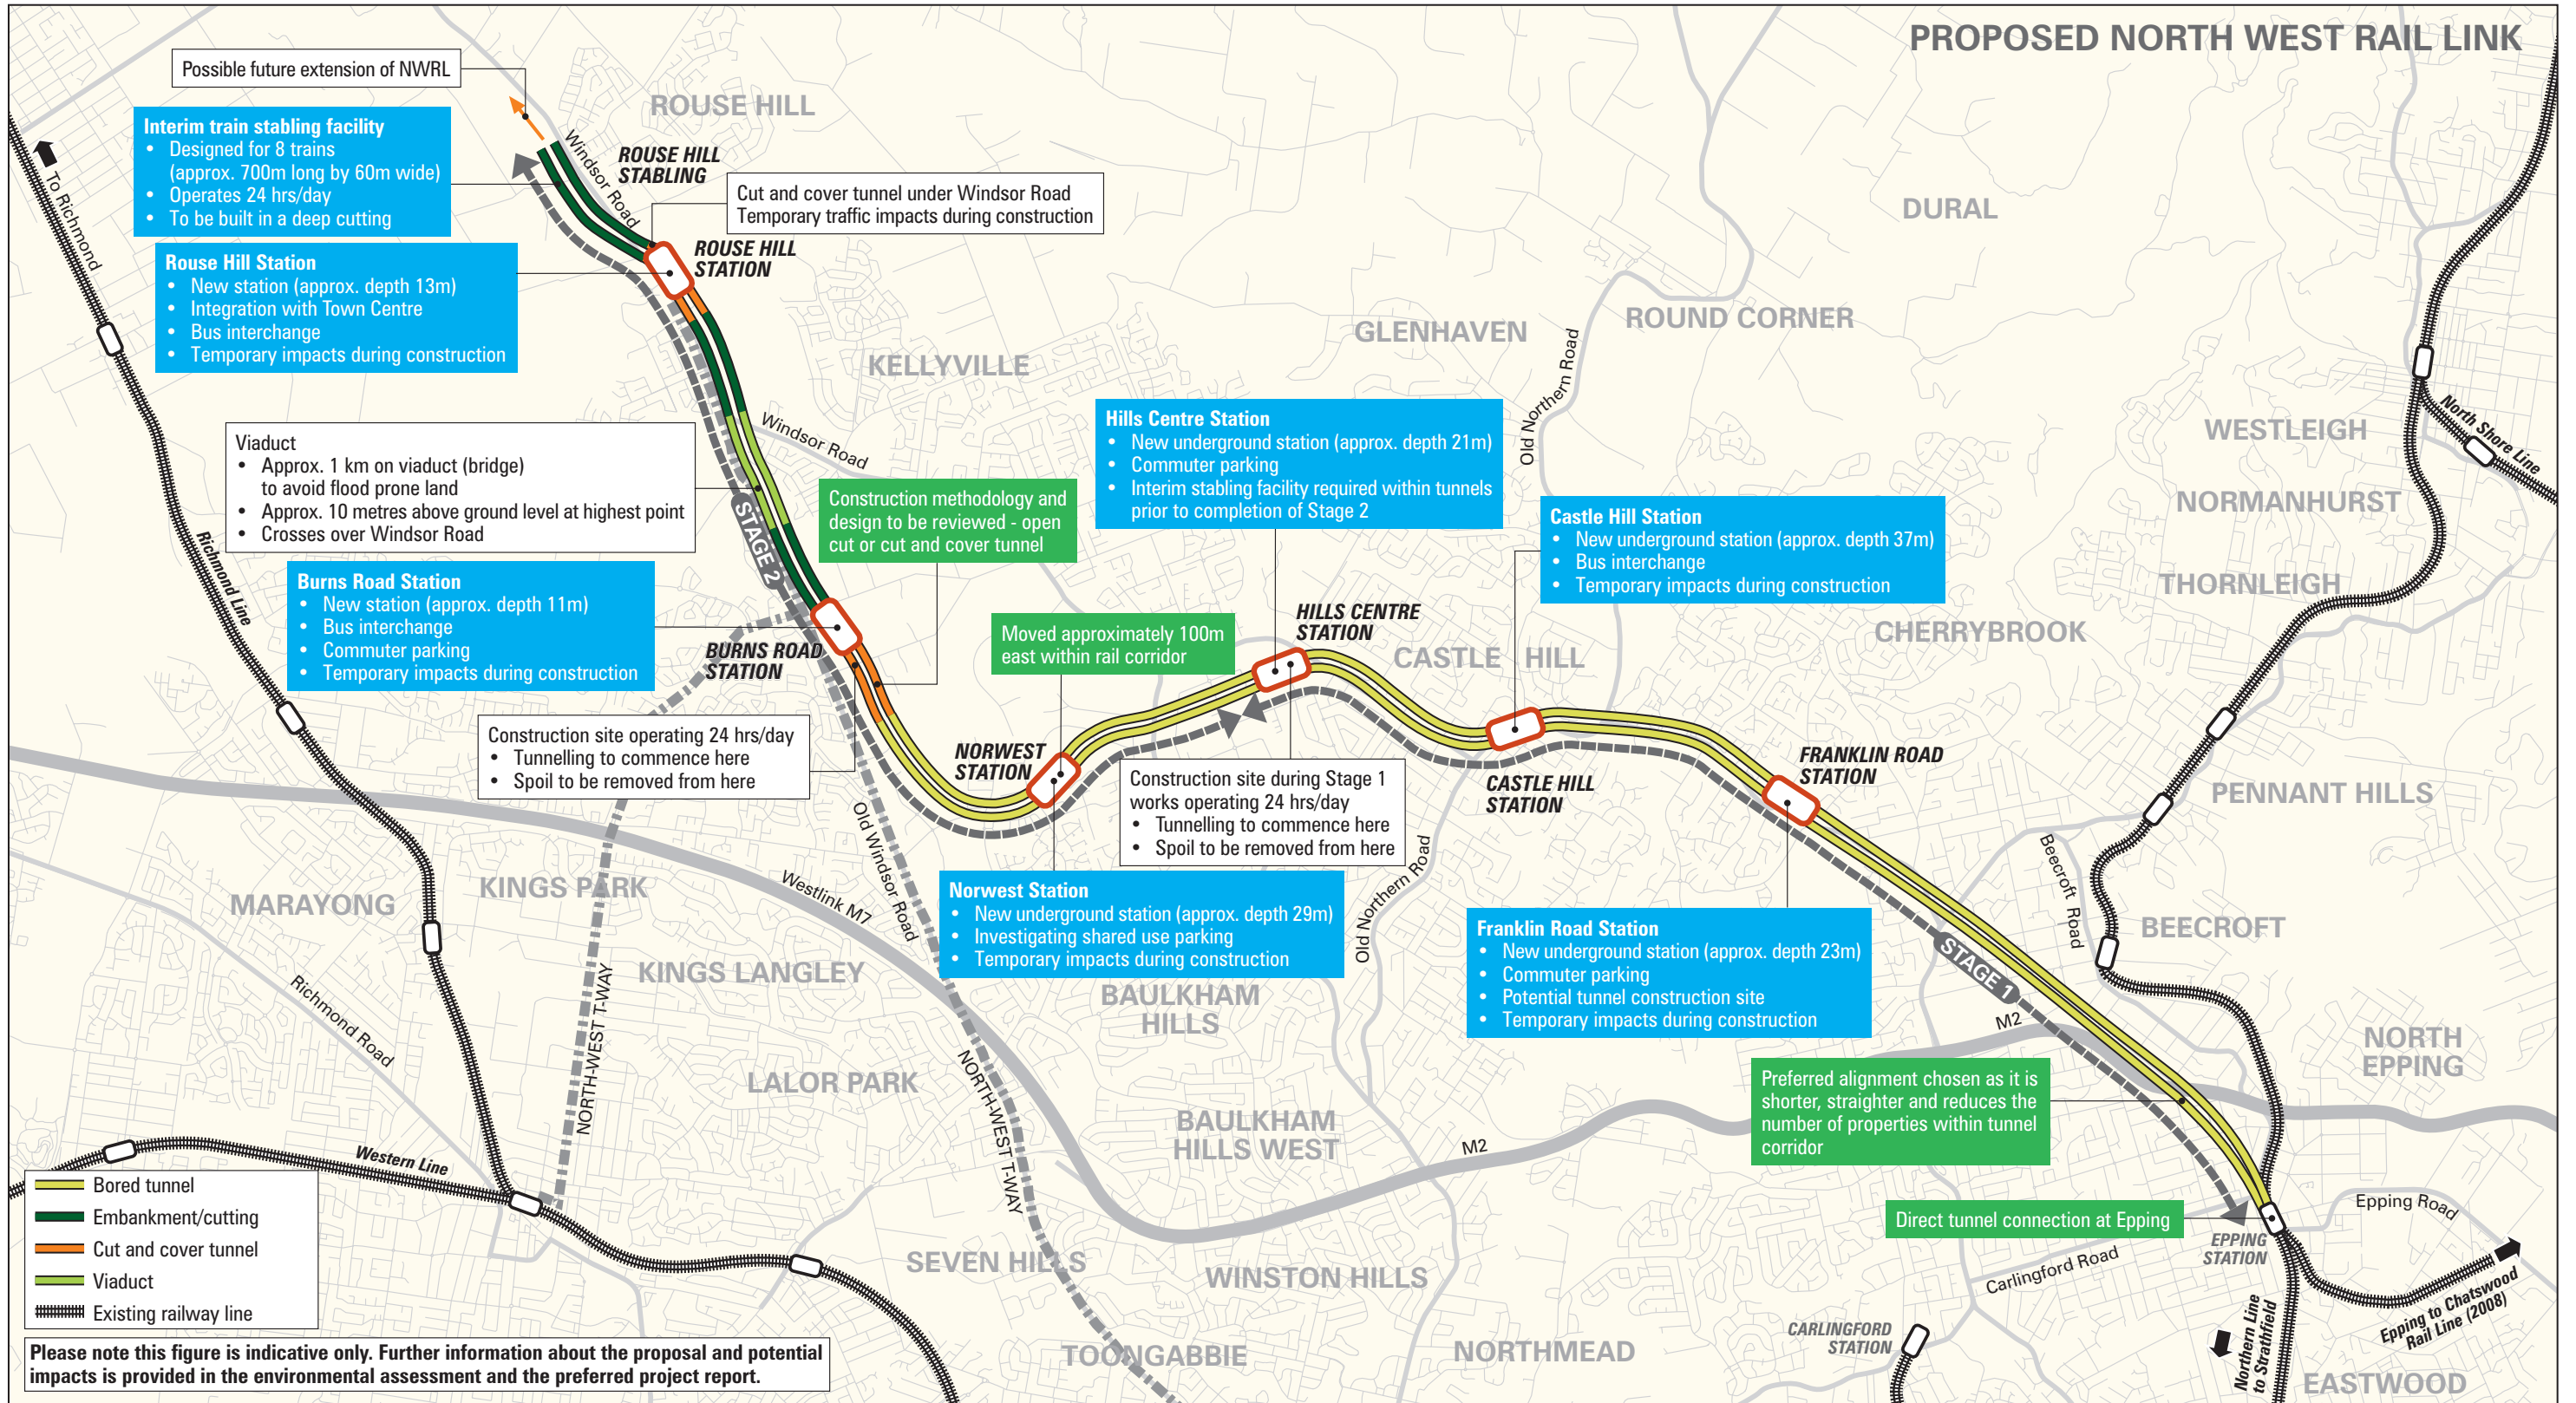 PROPOSED NORTH WEST RAIL LINK
Possible future extension of NWRL
Interim train stabling facility
• Designed for 8 trains
(approx. 700m long by 60m wide)
• Operates 24 hrs/day
• To be built in a deep cutting
ROUSE HILL
Windsor Road
ROUSE HILL
STABLING
To Richmond
Cut and cover tunnel under Windsor Road
Temporary traffic impacts during construction
DURAL
Rouse Hill Station
• New station (approx. depth 13m)
• Integration with Town Centre
• Bus interchange
• Temporary impacts during construction
ROUSE HILL
STATION
GLENHAVEN
ROUND CORNER
KELLYVILLE
Old Northern Road
Windsor Road
Viaduct
• Approx. 1 km on viaduct (bridge)
to avoid flood prone land
• Approx. 10 metres above ground level at highest point
• Crosses over Windsor Road
Hills Centre Station
• New underground station (approx. depth 21m)
• Commuter parking
• Interim stabling facility required within tunnels
prior to completion of Stage 2
WESTLEIGH
North Shore Line
NORMANHURST
THORNLEIGH
Construction methodology and
design to be reviewed - open
cut or cut and cover tunnel
STAGE 2
Castle Hill Station
• New underground station (approx. depth 37m)
• Bus interchange
• Temporary impacts during construction
Richmond Line
Burns Road Station
• New station (approx. depth 11m)
• Bus interchange
• Commuter parking
• Temporary impacts during construction
BURNS ROAD
STATION
Moved approximately 100m
east within rail corridor
HILLS CENTRE
STATION
CASTLE HILL
CHERRYBROOK
Construction site operating 24 hrs/day
• Tunnelling to commence here
• Spoil to be removed from here
NORWEST
STATION
Construction site during Stage 1
works operating 24 hrs/day
• Tunnelling to commence here
• Spoil to be removed from here
CASTLE HILL
STATION
FRANKLIN ROAD
STATION
PENNANT HILLS
Old Windsor Road
Westlink M7
Old Northern Road
Beecroft Road
MARAYONG
KINGS PARK
Norwest Station
• New underground station (approx. depth 29m)
• Investigating shared use parking
• Temporary impacts during construction
Franklin Road Station
• New underground station (approx. depth 23m)
• Commuter parking
• Potential tunnel construction site
• Temporary impacts during construction
BEECROFT
STAGE 1
KINGS LANGLEY
BAULKHAM
HILLS
Richmond Road
NORTH-WEST T-WAY
M2
NORTH
EPPING
LALOR PARK
NORTH-WEST T-WAY
Preferred alignment chosen as it is
shorter, straighter and reduces the
number of properties within tunnel
corridor
BAULKHAM
HILLS WEST
M2
Western Line
Direct tunnel connection at Epping
Epping Road
EPPING
STATION
Bored tunnel
Embankment/cutting
Cut and cover tunnel
Viaduct
Existing railway line
SEVEN HILLS
WINSTON HILLS
Carlingford Road
Epping to Chatswood
Rail Line (2008)
Northern Line
to Strathfield
CARLINGFORD
STATION
TOONGABBIE
NORTHMEAD
EASTWOOD
Please note this figure is indicative only. Further information about the proposal and potential
impacts is provided in the environmental assessment and the preferred project report.